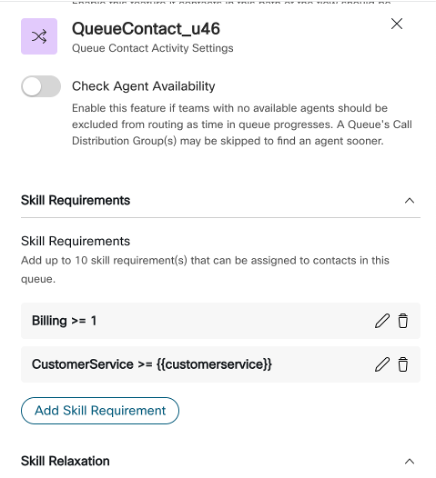 QueueContact_u46
Queue Contact Activity Settings
Check Agent Availability
Enable this feature if teams with no available agents should be
excluded from routing as time in queue progresses. A Queue's Call
Distribution Group(s) may be skipped to find an agent sooner.
Skill Requirements
Skill Requirements
Add up to 10 skill requirement(s) that can be assigned to contacts in this
queue.
Billing >= 1
CustomerService >= {{customerservice}}
Add Skill Requirement
Skill Relaxation